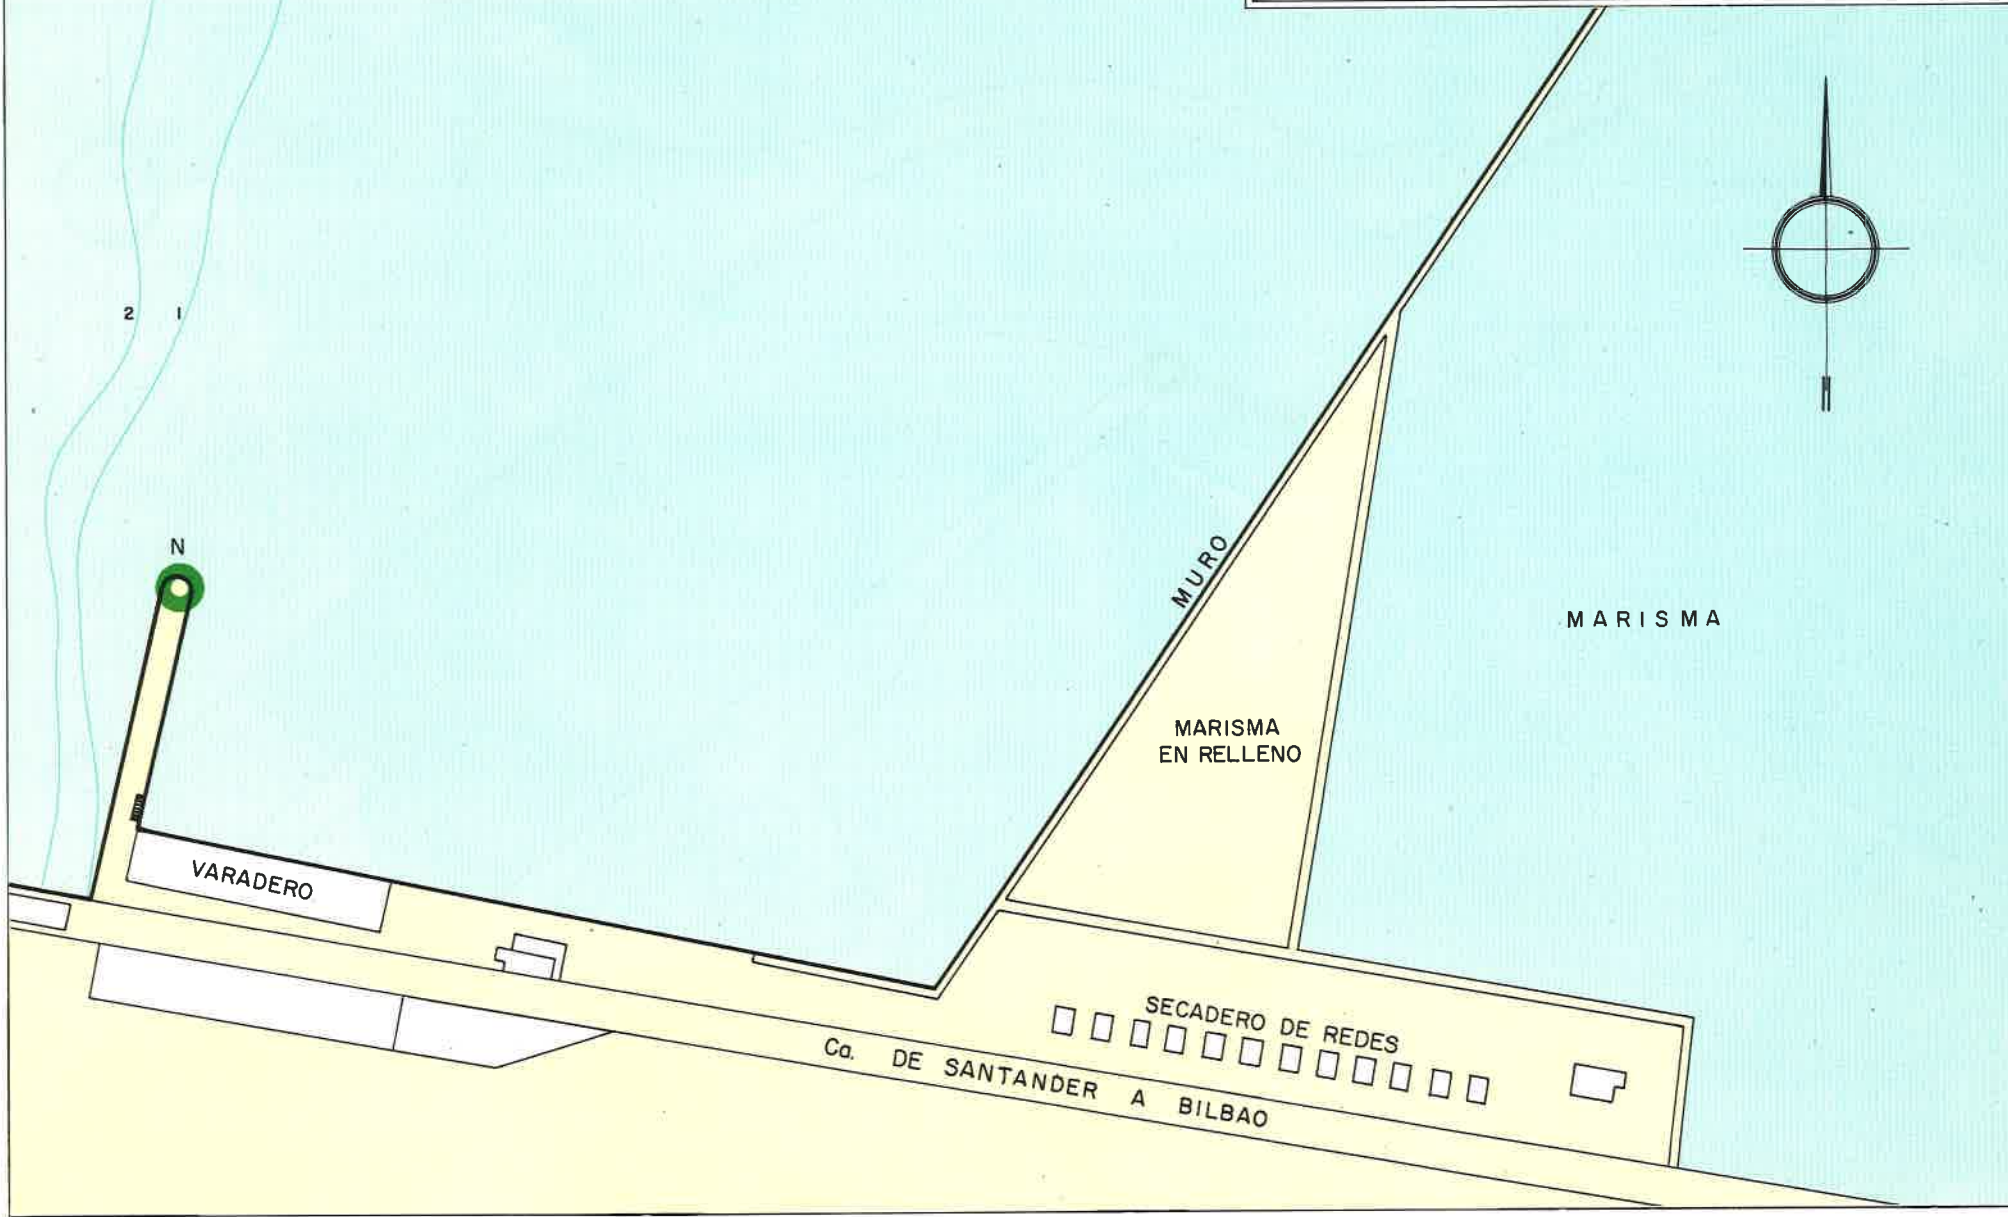 2 1
N
MURO
MARISMA
MARISMA
EN RELLENO
VARADERO
SECADERO DE REDES
Ca. DE SANTANDER A BILBAO